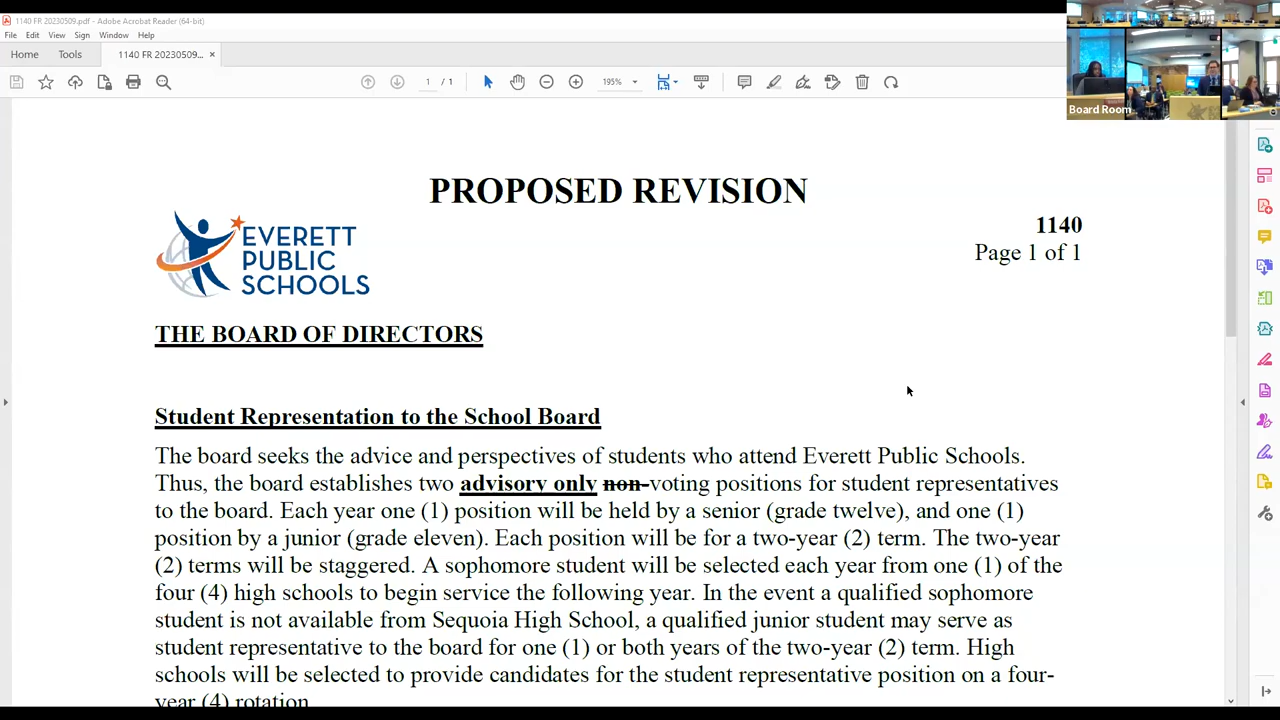 1140 FR 20230509.pdf - Adobe Acrobat Reader (64-bit)
File Edit View Sign Window Help
Home Tools 1140 FR 20230509... ×
1 / 1 195%
Board Room
PROPOSED REVISION
EVERETT
PUBLIC
SCHOOLS
1140
Page 1 of 1
THE BOARD OF DIRECTORS
Student Representation to the School Board
The board seeks the advice and perspectives of students who attend Everett Public Schools.
Thus, the board establishes two advisory only non-voting positions for student representatives
to the board. Each year one (1) position will be held by a senior (grade twelve), and one (1)
position by a junior (grade eleven). Each position will be for a two-year (2) term. The two-year
(2) terms will be staggered. A sophomore student will be selected each year from one (1) of the
four (4) high schools to begin service the following year. In the event a qualified sophomore
student is not available from Sequoia High School, a qualified junior student may serve as
student representative to the board for one (1) or both years of the two-year (2) term. High
schools will be selected to provide candidates for the student representative position on a four-
year (4) rotation